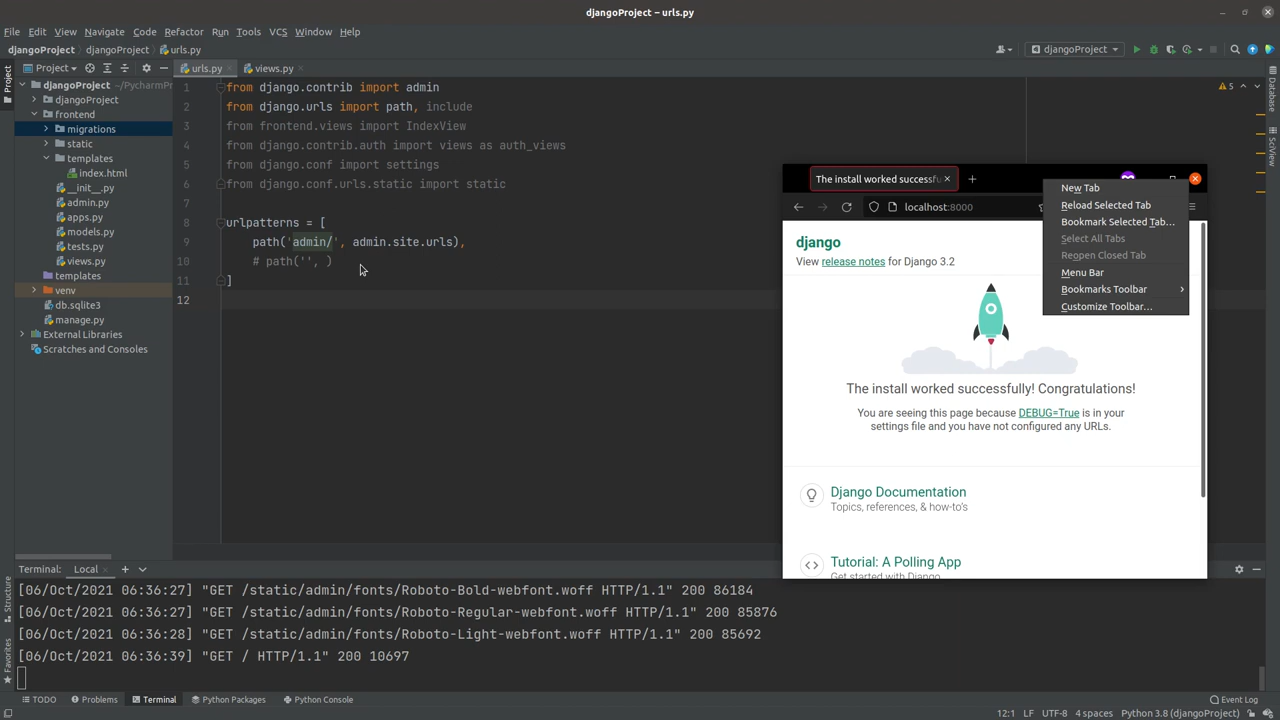 djangoProject – urls.py
File Edit View Navigate Code Refactor Run Tools VCS Window Help
djangoProject djangoProject urls.py
djangoProject
Project
urls.py
views.py
djangoProject
djangoProject
frontend
migrations
static
templates
index.html
__init__.py
admin.py
apps.py
models.py
tests.py
views.py
templates
venv
db.sqlite3
manage.py
External Libraries
Scratches and Consoles
1 from django.contrib import admin
2 from django.urls import path, include
3 from frontend.views import IndexView
4 from django.contrib.auth import views as auth_views
5 from django.conf import settings
6 from django.conf.urls.static import static
7
8 urlpatterns = [
9 path('admin/', admin.site.urls),
10 # path('', )
11 ]
12
5
The install worked successfu
localhost:8000
New Tab
Reload Selected Tab
Bookmark Selected Tab...
Select All Tabs
Reopen Closed Tab
Menu Bar
Bookmarks Toolbar
Customize Toolbar...
django
View release notes for Django 3.2
The install worked successfully! Congratulations!
You are seeing this page because DEBUG=True is in your
settings file and you have not configured any URLs.
Django Documentation
Topics, references, & how-to's
Tutorial: A Polling App
Get started with Django
Project
Structure
Favorites
Database
SciView
Terminal: Local
[06/Oct/2021 06:36:27] "GET /static/admin/fonts/Roboto-Bold-webfont.woff HTTP/1.1" 200 86184
[06/Oct/2021 06:36:27] "GET /static/admin/fonts/Roboto-Regular-webfont.woff HTTP/1.1" 200 85876
[06/Oct/2021 06:36:28] "GET /static/admin/fonts/Roboto-Light-webfont.woff HTTP/1.1" 200 85692
[06/Oct/2021 06:36:39] "GET / HTTP/1.1" 200 10697
TODO Problems Terminal Python Packages Python Console Event Log
12:1 LF UTF-8 4 spaces Python 3.8 (djangoProject)